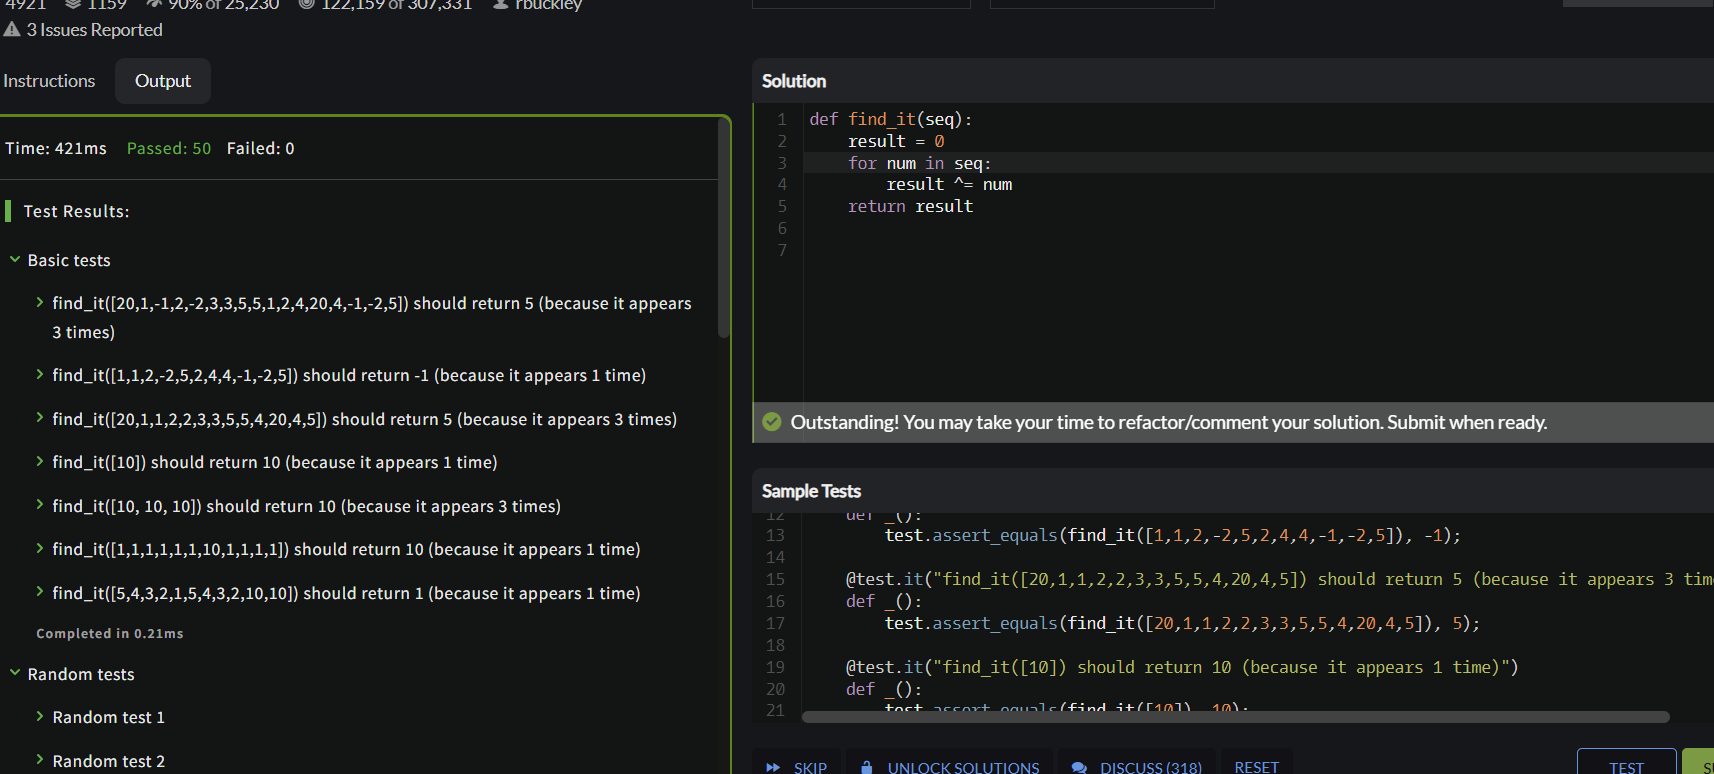 4921 1159 90% of 25,230 122,159 of 307,331 rbuckley
3 Issues Reported
Instructions Output
Time: 421ms Passed: 50 Failed: 0
Test Results:
Basic tests
find_it([20,1,-1,2,-2,3,3,5,5,1,2,4,20,4,-1,-2,5]) should return 5 (because it appears
3 times)
find_it([1,1,2,-2,5,2,4,4,-1,-2,5]) should return -1 (because it appears 1 time)
find_it([20,1,1,2,2,3,3,5,5,4,20,4,5]) should return 5 (because it appears 3 times)
find_it([10]) should return 10 (because it appears 1 time)
find_it([10, 10, 10]) should return 10 (because it appears 3 times)
find_it([1,1,1,1,1,1,10,1,1,1,1]) should return 10 (because it appears 1 time)
find_it([5,4,3,2,1,5,4,3,2,10,10]) should return 1 (because it appears 1 time)
Completed in 0.21ms
Random tests
Random test 1
Random test 2
Solution
1 def find_it(seq):
2 result = 0
3 for num in seq:
4 result ^= num
5 return result
6
7
Outstanding! You may take your time to refactor/comment your solution. Submit when ready.
Sample Tests
12 def _():
13 test.assert_equals(find_it([1,1,2,-2,5,2,4,4,-1,-2,5]), -1);
14
15 @test.it("find_it([20,1,1,2,2,3,3,5,5,4,20,4,5]) should return 5 (because it appears 3 tim
16 def _():
17 test.assert_equals(find_it([20,1,1,2,2,3,3,5,5,4,20,4,5]), 5);
18
19 @test.it("find_it([10]) should return 10 (because it appears 1 time)")
20 def _():
21 test.assert_equals(find_it([10]), 10);
SKIP UNLOCK SOLUTIONS DISCUSS (318) RESET TEST